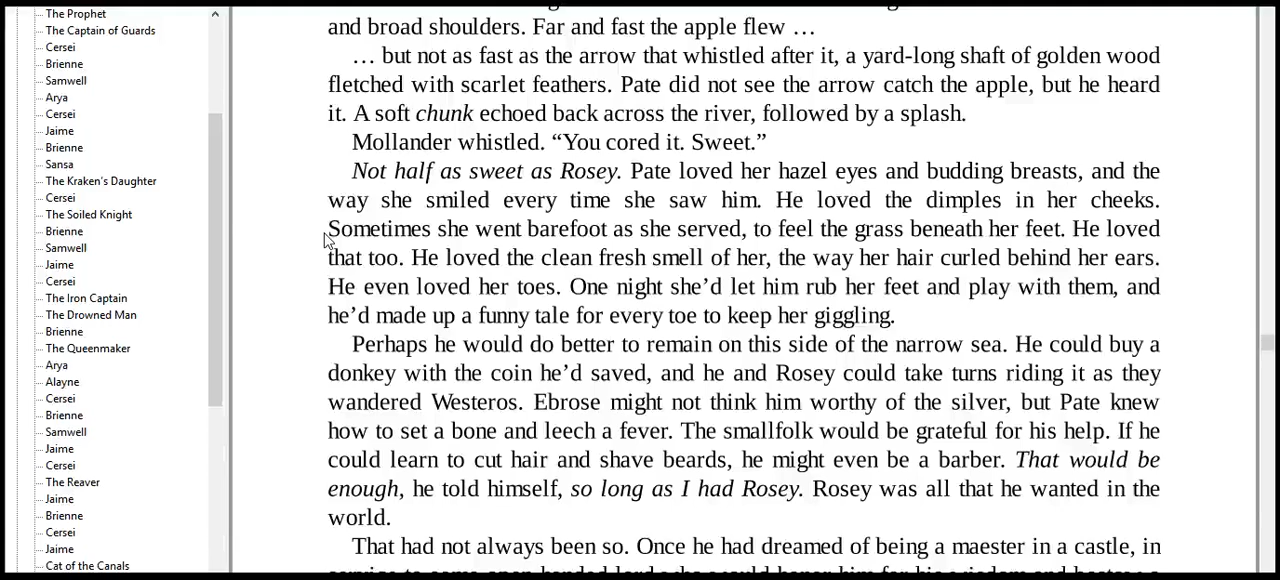 The Prophet
The Captain of Guards
Cersei
Brienne
Samwell
Arya
Cersei
Jaime
Brienne
Sansa
The Kraken's Daughter
Cersei
The Soiled Knight
Brienne
Samwell
Jaime
Cersei
The Iron Captain
The Drowned Man
Brienne
The Queenmaker
Arya
Alayne
Cersei
Brienne
Samwell
Jaime
Cersei
The Reaver
Jaime
Brienne
Cersei
Jaime
Cat of the Canals
and broad shoulders. Far and fast the apple flew …
… but not as fast as the arrow that whistled after it, a yard-long shaft of golden wood
fletched with scarlet feathers. Pate did not see the arrow catch the apple, but he heard
it. A soft chunk echoed back across the river, followed by a splash.
Mollander whistled. “You cored it. Sweet.”
Not half as sweet as Rosey. Pate loved her hazel eyes and budding breasts, and the
way she smiled every time she saw him. He loved the dimples in her cheeks.
Sometimes she went barefoot as she served, to feel the grass beneath her feet. He loved
that too. He loved the clean fresh smell of her, the way her hair curled behind her ears.
He even loved her toes. One night she’d let him rub her feet and play with them, and
he’d made up a funny tale for every toe to keep her giggling.
Perhaps he would do better to remain on this side of the narrow sea. He could buy a
donkey with the coin he’d saved, and he and Rosey could take turns riding it as they
wandered Westeros. Ebrose might not think him worthy of the silver, but Pate knew
how to set a bone and leech a fever. The smallfolk would be grateful for his help. If he
could learn to cut hair and shave beards, he might even be a barber. That would be
enough, he told himself, so long as I had Rosey. Rosey was all that he wanted in the
world.
That had not always been so. Once he had dreamed of being a maester in a castle, in